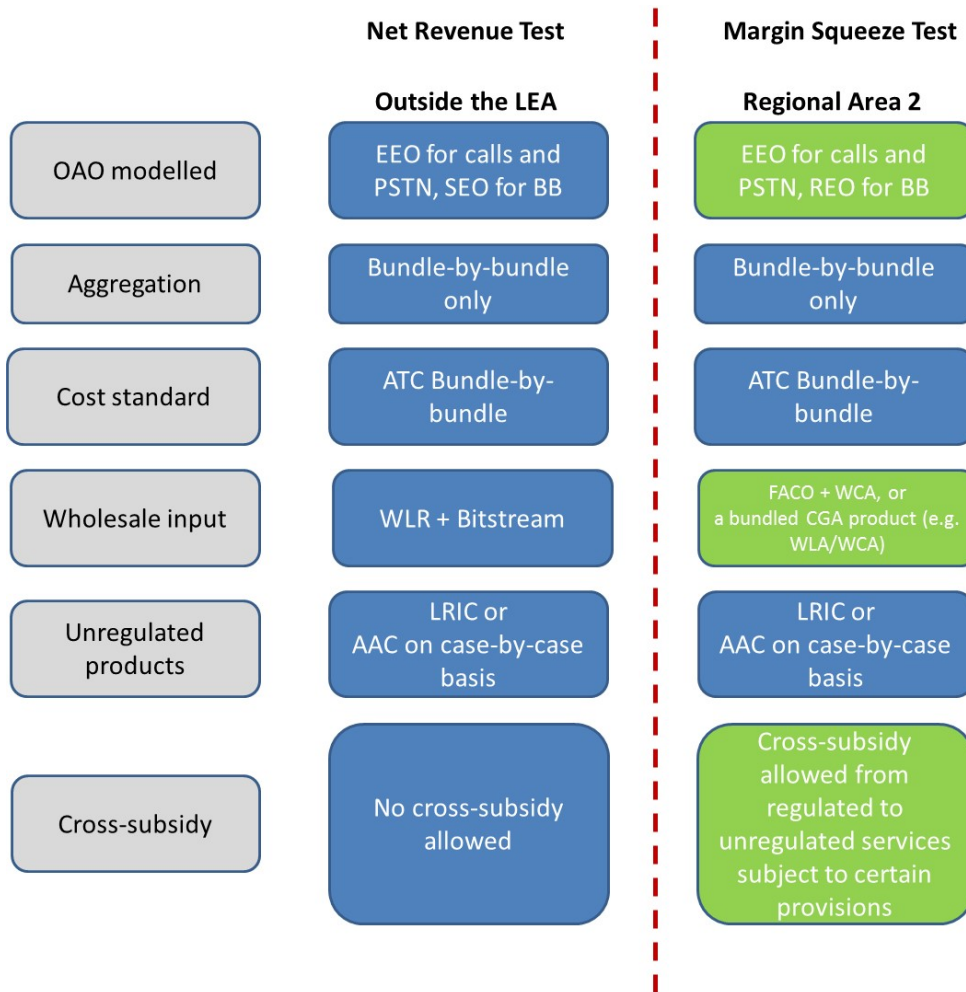 Net Revenue Test
Margin Squeeze Test
Outside the LEA
Regional Area 2
OAO modelled
EEO for calls and
PSTN, SEO for BB
EEO for calls and
PSTN, REO for BB
Aggregation
Bundle-by-bundle
only
Bundle-by-bundle
only
Cost standard
ATC Bundle-by-
bundle
ATC Bundle-by-
bundle
Wholesale input
WLR + Bitstream
FACO + WCA, or
a bundled CGA product (e.g.
WLA/WCA)
Unregulated
products
LRIC or
AAC on case-by-case
basis
LRIC or
AAC on case-by-case
basis
Cross-subsidy
No cross-subsidy
allowed
Cross-subsidy
allowed from
regulated to
unregulated services
subject to certain
provisions